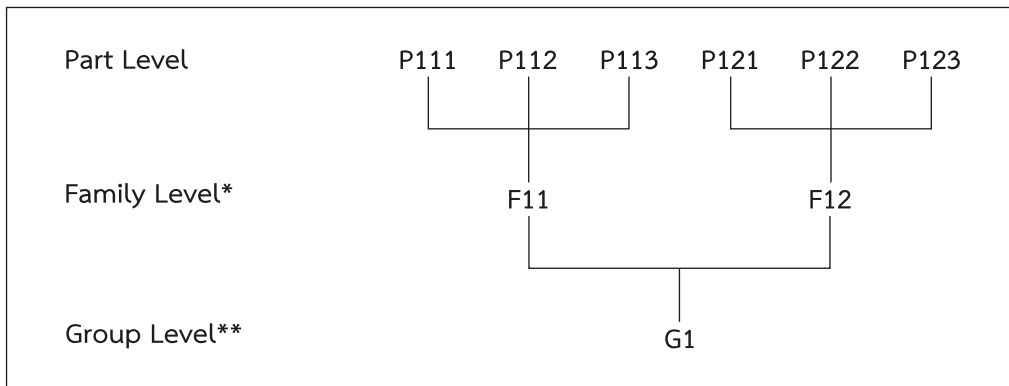 Part Level P111 P112 P113 P121 P122 P123
Family Level* F11 F12
Group Level** G1